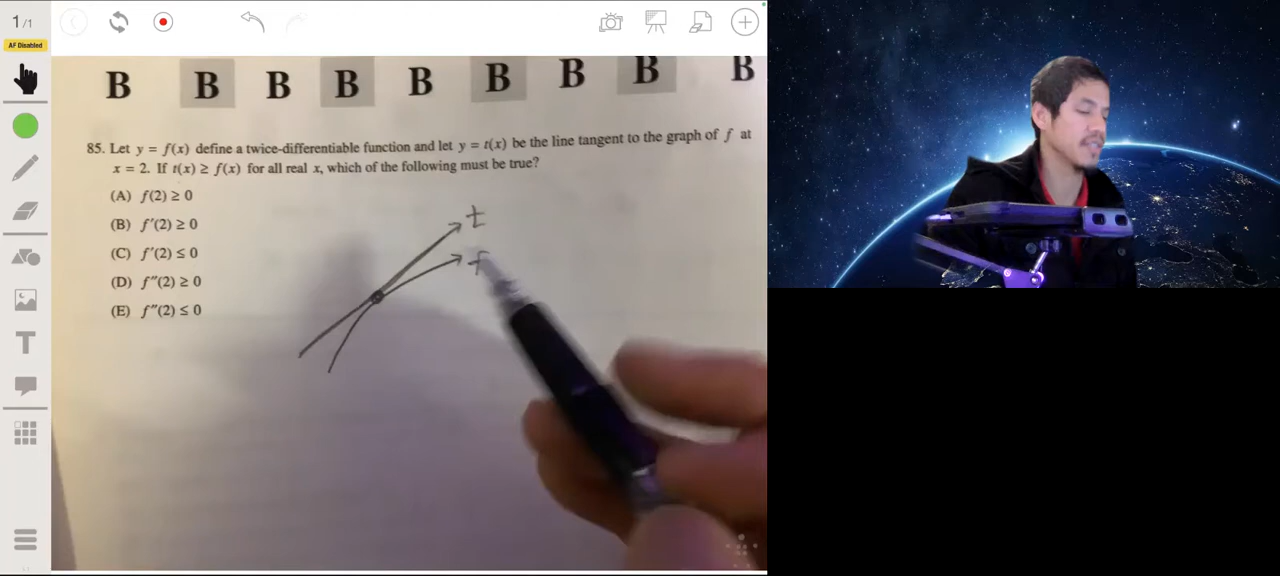 1/1
AF Disabled
B B B B B B B B B
85. Let y = f(x) define a twice-differentiable function and let y = t(x) be the line tangent to the graph of f at
x = 2. If t(x) ≥ f(x) for all real x, which of the following must be true?
(A) f(2) ≥ 0
(B) f′(2) ≥ 0
(C) f′(2) ≤ 0
(D) f″(2) ≥ 0
(E) f″(2) ≤ 0
t
f
T